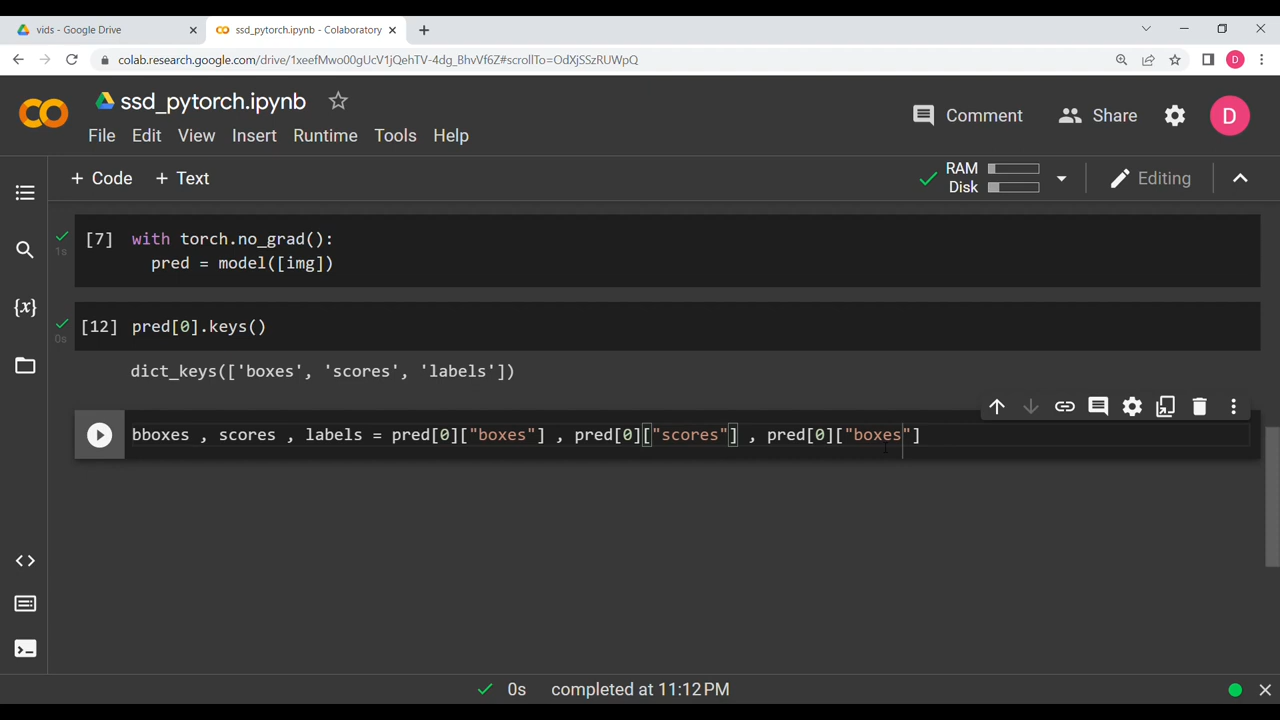 vids - Google Drive
ssd_pytorch.ipynb - Colaboratory
colab.research.google.com/drive/1xeefMwo00gUcV1jQehTV-4dg_BhvVf6Z#scrollTo=OdXjSSzRUWpQ
D
ssd_pytorch.ipynb
Comment
Share
D
File Edit View Insert Runtime Tools Help
+ Code + Text
RAM
Disk
Editing
[7] with torch.no_grad():
1s
pred = model([img])
[12] pred[0].keys()
0s
dict_keys(['boxes', 'scores', 'labels'])
{x}
bboxes , scores , labels = pred[0]["boxes"] , pred[0]["scores"] , pred[0]["boxes"]
0s completed at 11:12 PM